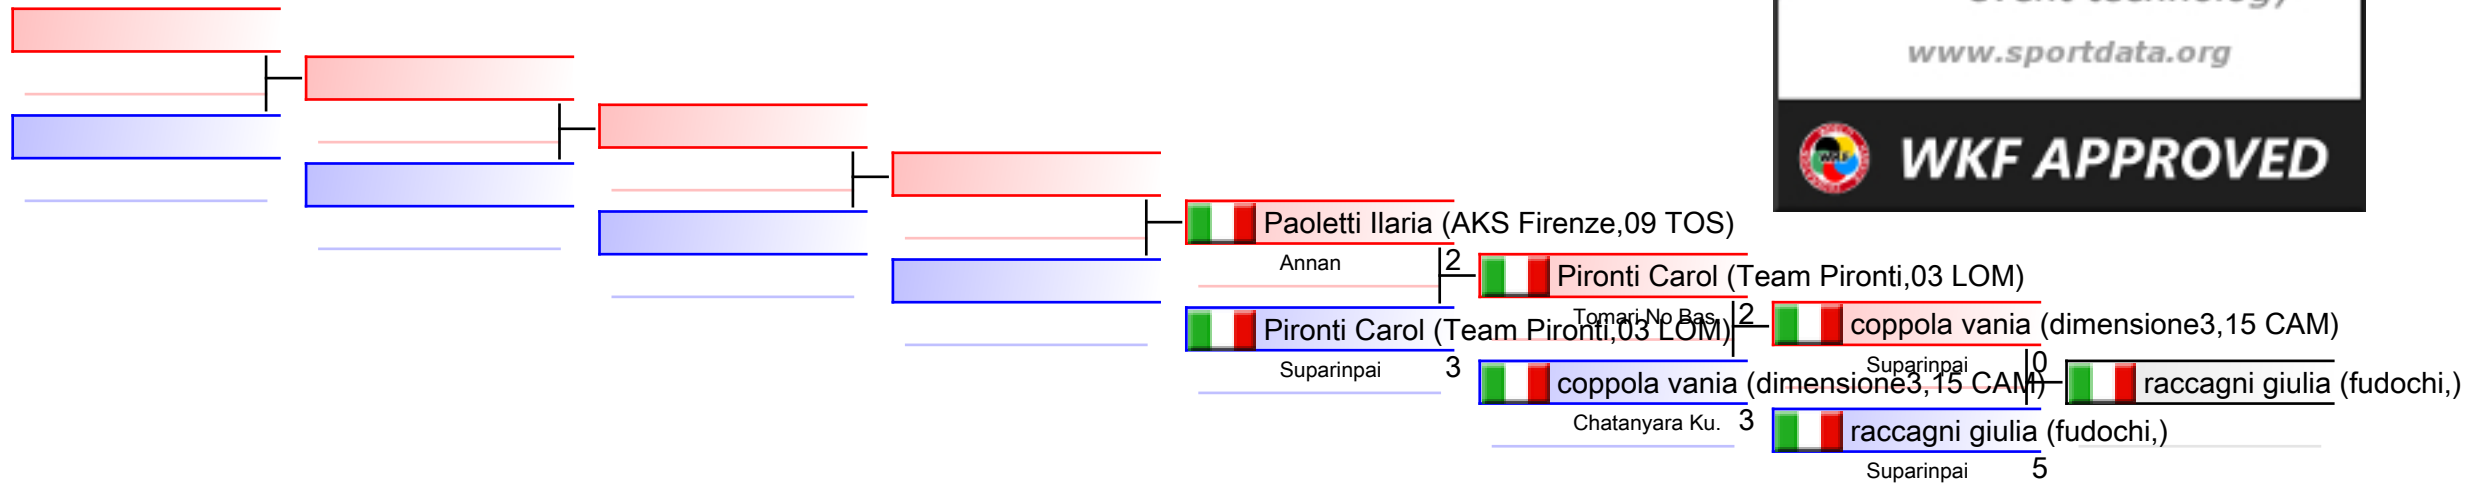 www.sportdata.org
WKF APPROVED
Paoletti Ilaria (AKS Firenze,09 TOS)
Annan 2
Pironti Carol (Team Pironti,03 LOM)
Suparinpai 3
Pironti Carol (Team Pironti,03 LOM)
Tomari No Bas. 2
coppola vania (dimensione3,15 CAM)
Chatanyara Ku. 3
coppola vania (dimensione3,15 CAM)
Suparinpai 0
raccagni giulia (fudochi,)
Suparinpai 5
raccagni giulia (fudochi,)